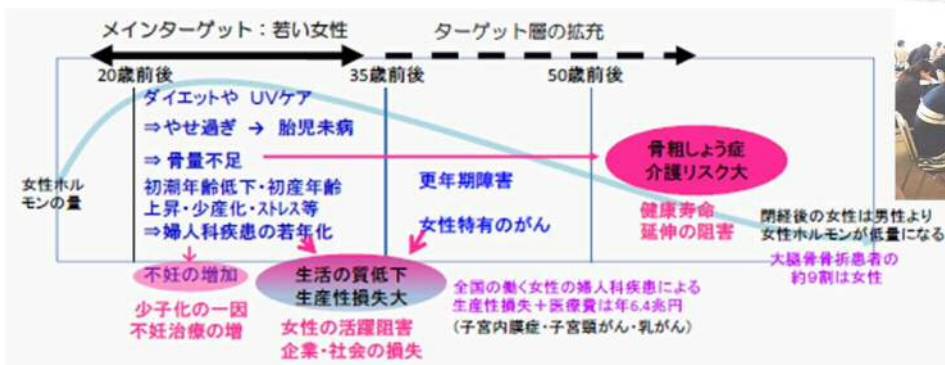 メインターゲット：若い女性
ターゲット層の拡充
20歳前後
35歳前後
50歳前後
ダイエットや UVケア
⇒やせ過ぎ → 胎児未病
⇒骨量不足
初潮年齢低下・初産年齢
上昇・少産化・ストレス等
⇒婦人科疾患の若年化
女性ホル
モンの量
更年期障害
女性特有のがん
骨粗しょう症
介護リスク大
健康寿命
延伸の阻害
閉経後の女性は男性より
女性ホルモンが低量になる
大腿骨骨折患者の
約9割は女性
不妊の増加
少子化の一因
不妊治療の増
生活の質低下
生産性損失大
女性の活躍阻害
企業・社会の損失
全国の働く女性の婦人科疾患による
生産性損失＋医療費は年6.4兆円
（子宮内膜症・子宮頸がん・乳がん）